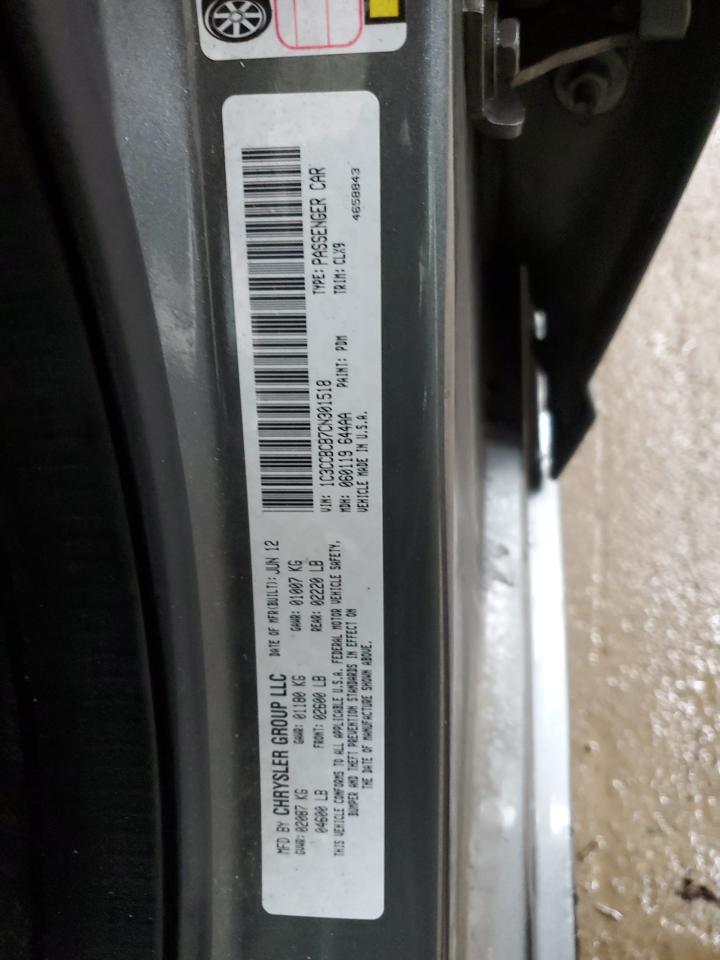 MFD BY CHRYSLER GROUP LLC DATE OF MFR(BUILT): JUN 12
GVWR: 02087 KG GAWR: 01180 KG GAWR: 01007 KG
04600 LB FRONT: 02600 LB REAR: 02220 LB
THIS VEHICLE CONFORMS TO ALL APPLICABLE U.S.A. FEDERAL MOTOR VEHICLE SAFETY,
BUMPER AND THEFT PREVENTION STANDARDS IN EFFECT ON
THE DATE OF MANUFACTURE SHOWN ABOVE.
VIN: 1C3CCBCB7CN301518 TYPE: PASSENGER CAR
MDH: 060119 644AA PAINT: PDM TRIM: CLX9
VEHICLE MADE IN U.S.A. 4658843